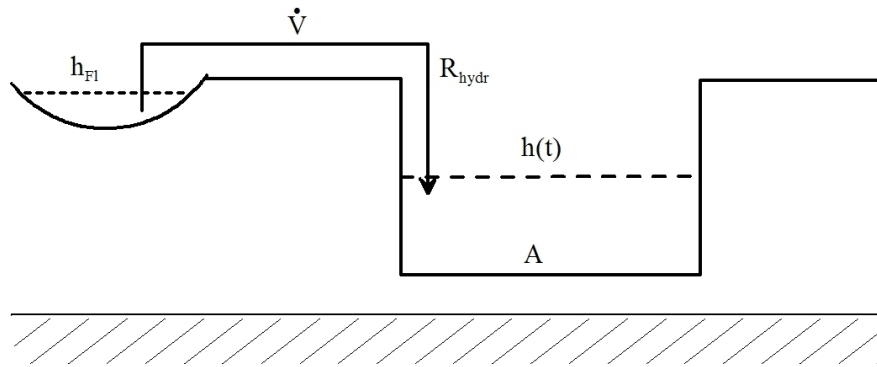 V̇
h_Fl
R_hydr
h(t)
A